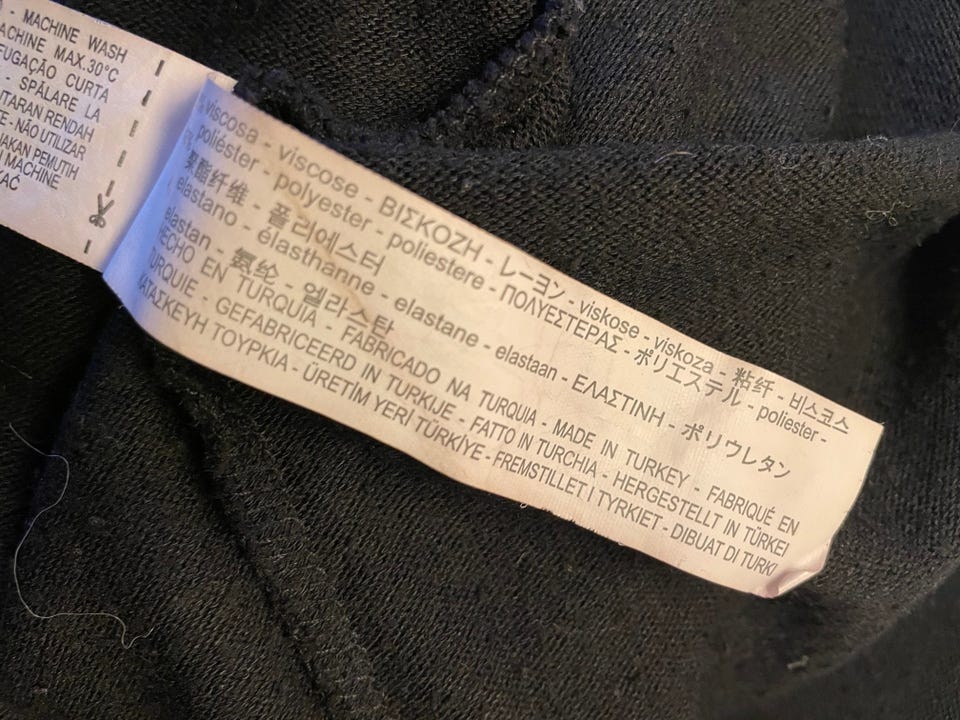 - MACHINE WASH
MACHINE MAX.30°C
CURTA
- SPĂLARE LA
RENDAH
- NÃO UTILIZAR
PEMUTIH
MACHINE
viscosa - viscose - ΒΙΣΚΟΖΗ - レーヨン - viskose - viskoza - 粘纤 - 비스코스
poliéster - polyester - poliestere - ΠΟΛΥΕΣΤΕΡΑΣ - ポリエステル - poliester -
聚酯纤维 - 폴리에스터
elastano - élasthanne - elastane - elastaan - ΕΛΑΣΤΙΝΗ - ポリウレタン
elastan - 氨纶 - 엘라스탄
HECHO EN TURQUIA - FABRICADO NA TURQUIA - MADE IN TURKEY - FABRIQUÉ EN
TURQUIE - GEFABRICEERD IN TURKIJE - FATTO IN TURCHIA - HERGESTELLT IN TÜRKEI
ΚΑΤΑΣΚΕΥΗ ΤΟΥΡΚΙΑ - ÜRETİM YERİ TÜRKİYE - FREMSTILLET I TYRKIET - DIBUAT DI TURKI